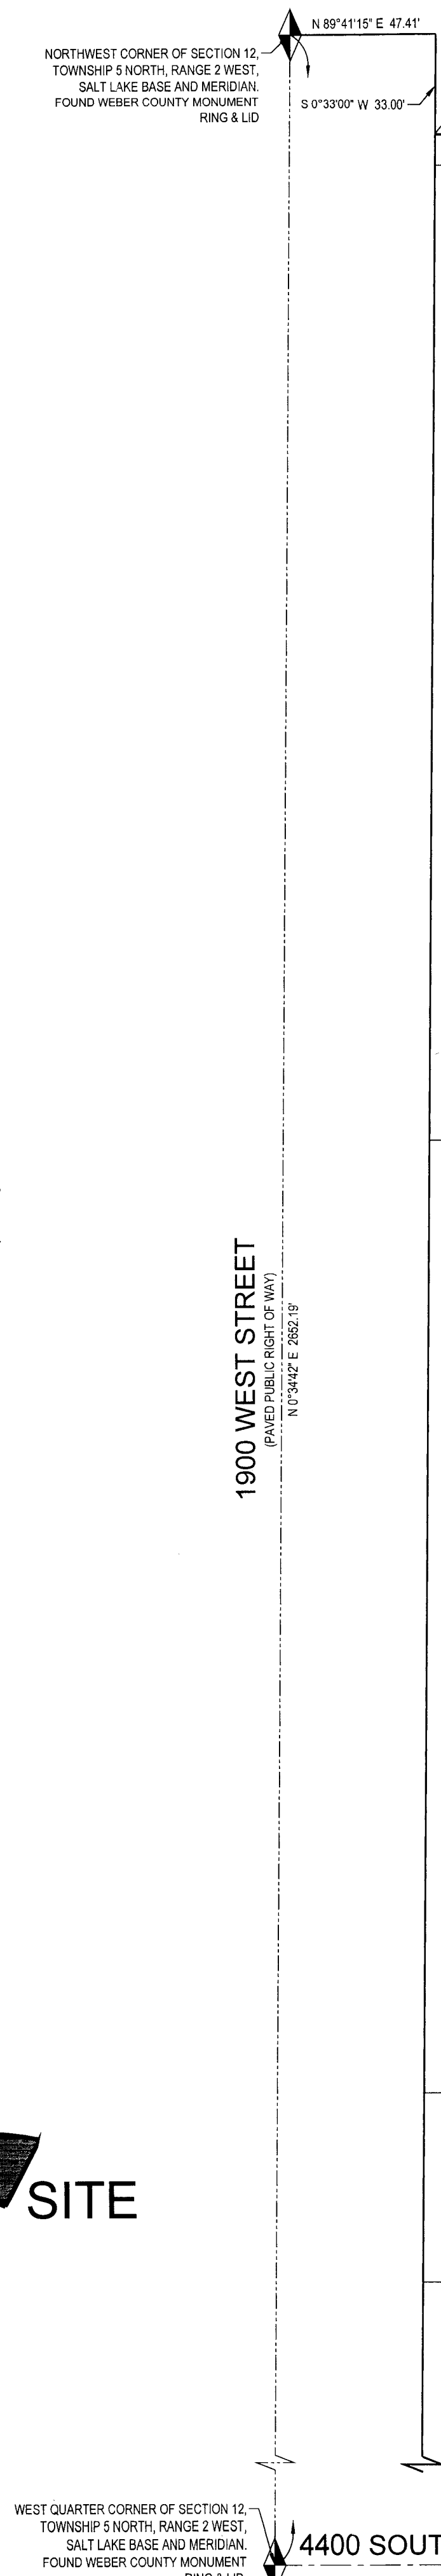 N 89°41'15" E 47.41'
NORTHWEST CORNER OF SECTION 12,
TOWNSHIP 5 NORTH, RANGE 2 WEST,
SALT LAKE BASE AND MERIDIAN.
FOUND WEBER COUNTY MONUMENT
RING & LID
S 0°33'00" W 33.00'
1900 WEST STREET
(PAVED PUBLIC RIGHT OF WAY)
N 0°34'42" E 2652.19'
SITE
WEST QUARTER CORNER OF SECTION 12,
TOWNSHIP 5 NORTH, RANGE 2 WEST,
SALT LAKE BASE AND MERIDIAN.
FOUND WEBER COUNTY MONUMENT
RING & LID
4400 SOUT